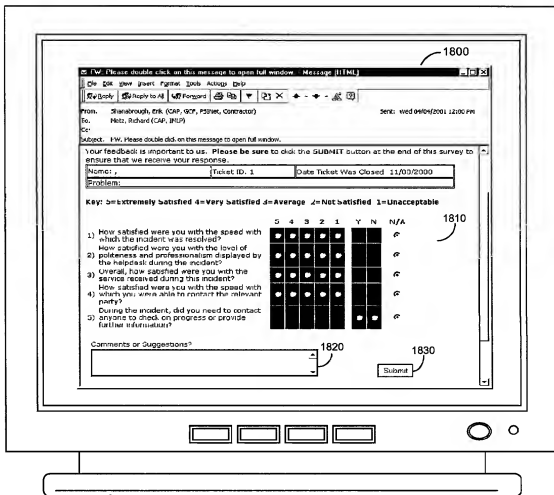 1800
FW: Please double click on this message to open full window. - Message (HTML)
File Edit View Insert Format Tools Actions Help
Reply Reply to All Forward
From: Shanabrough, Erik (CAP, GCF, PSInet, Contractor) Sent: Wed 04/04/2001 12:00 PM
To: Metz, Richard (CAP, IMLP)
Cc:
Subject: FW: Please double click on this message to open full window.
Your feedback is important to us. Please be sure to click the SUBMIT button at the end of this survey to
ensure that we receive your response.
Name: , Ticket ID. 1 Date Ticket Was Closed 11/00/2000
Problem:
Key: 5=Extremely Satisfied 4=Very Satisfied 3=Average 2=Not Satisfied 1=Unacceptable
5 4 3 2 1 Y N N/A
1810
1) How satisfied were you with the speed with
which the incident was resolved?
How satisfied were you with the level of
2) politeness and professionalism displayed by
the helpdesk during the incident?
3) Overall, how satisfied were you with the
service received during this incident?
How satisfied were you with the speed with
4) which you were able to contact the relevant
party?
During the incident, did you need to contact
5) anyone to check on progress or provide
further information?
Comments or Suggestions?
1820
1830
Submit